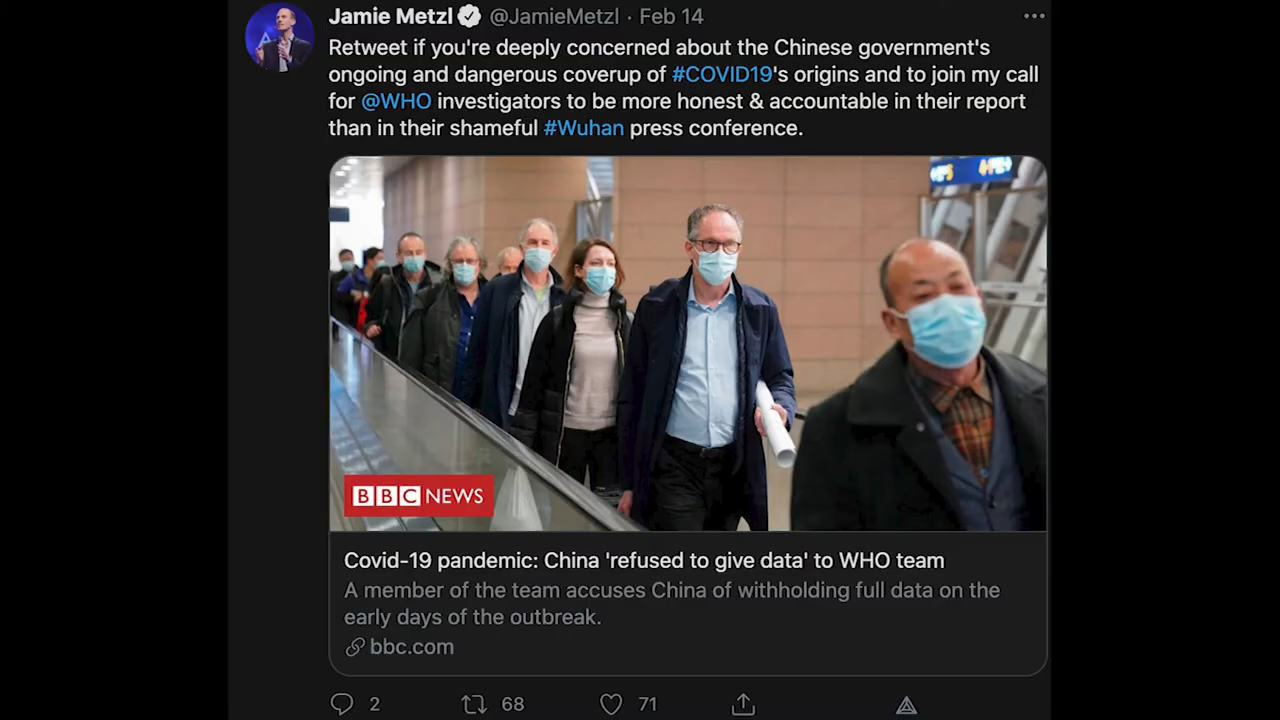 Jamie Metzl @JamieMetzl · Feb 14
Retweet if you're deeply concerned about the Chinese government's
ongoing and dangerous coverup of #COVID19's origins and to join my call
for @WHO investigators to be more honest & accountable in their report
than in their shameful #Wuhan press conference.
BBC NEWS
Covid-19 pandemic: China 'refused to give data' to WHO team
A member of the team accuses China of withholding full data on the
early days of the outbreak.
bbc.com
2 68 71